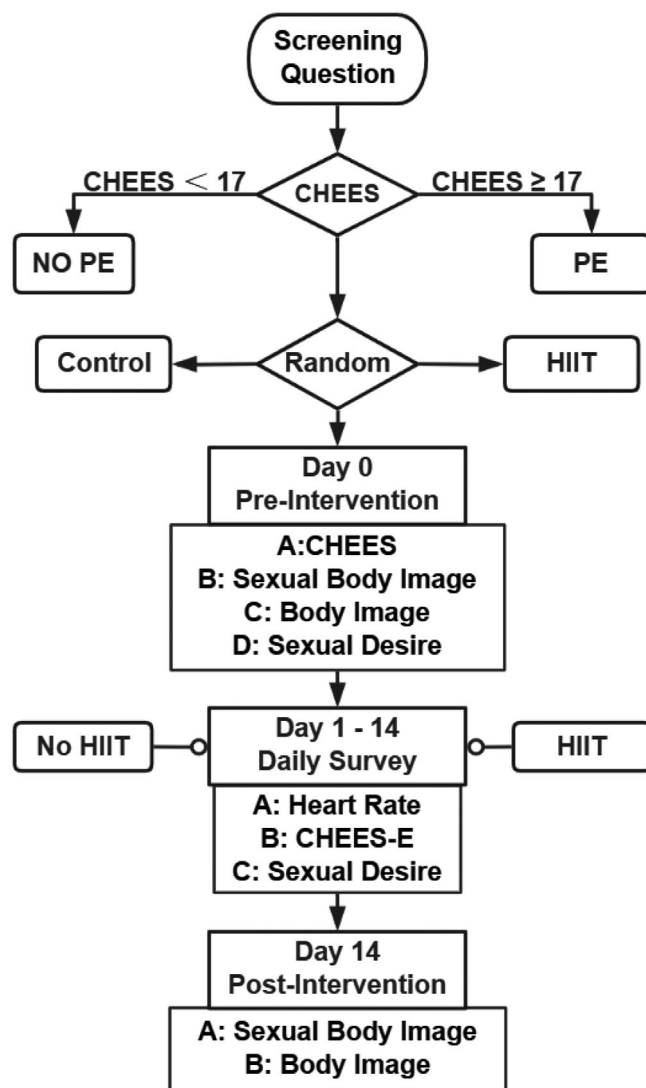 Screening
Question
CHEES < 17
CHEES
CHEES ≥ 17
NO PE
PE
Control
Random
HIIT
Day 0
Pre-Intervention
A:CHEES
B: Sexual Body Image
C: Body Image
D: Sexual Desire
No HIIT
Day 1 - 14
Daily Survey
HIIT
A: Heart Rate
B: CHEES-E
C: Sexual Desire
Day 14
Post-Intervention
A: Sexual Body Image
B: Body Image